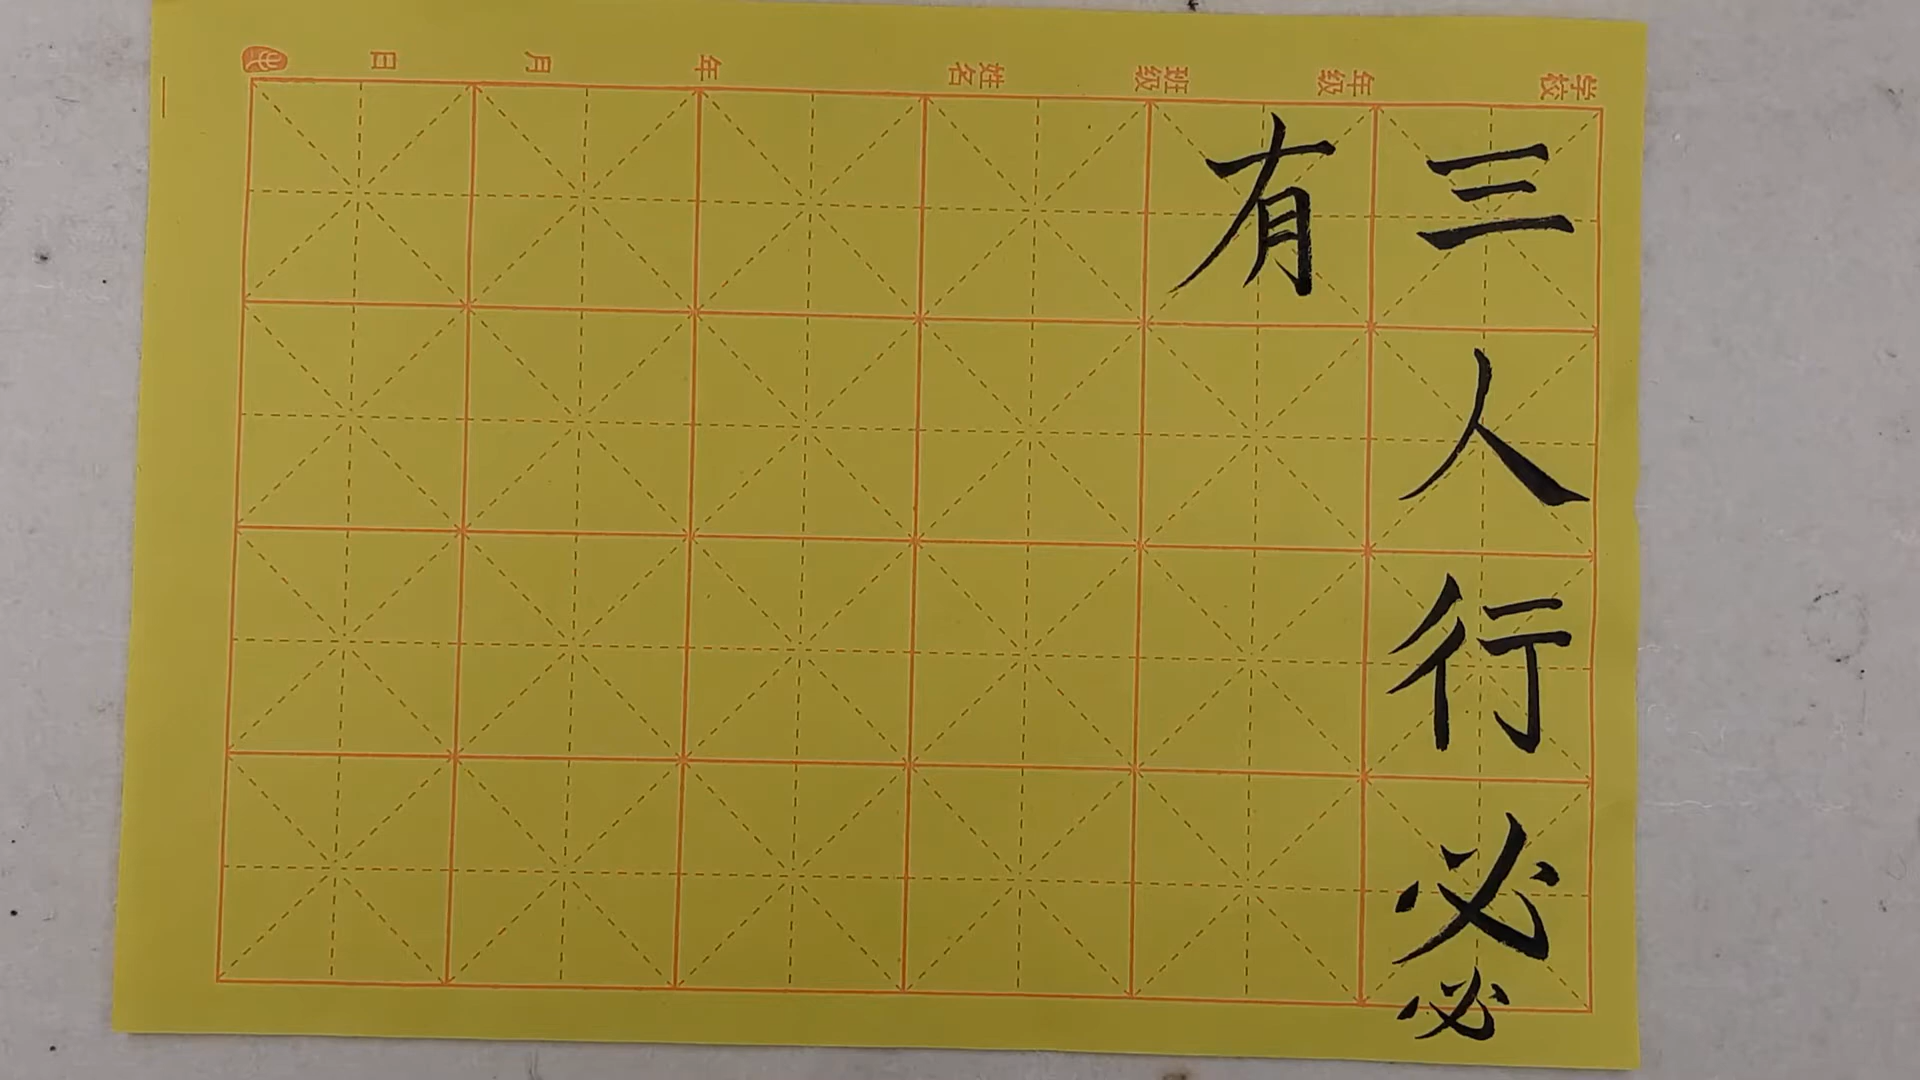 学校 年级 班级 姓名 年 月 日
三人行必
必
有